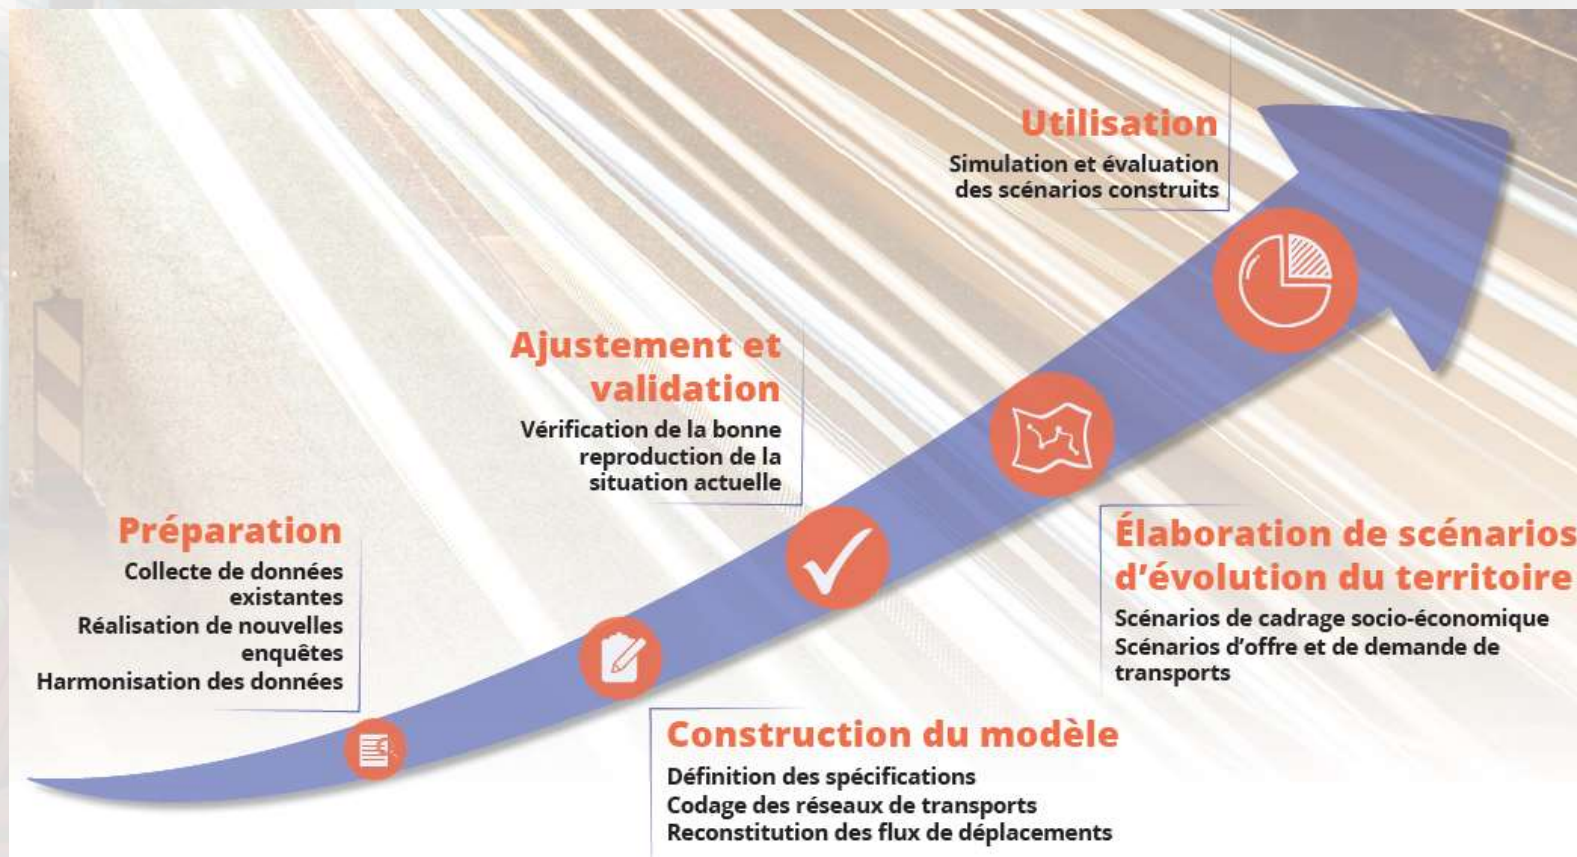 Utilisation
Simulation et évaluation
des scénarios construits
Ajustement et
validation
Vérification de la bonne
reproduction de la
situation actuelle
Préparation
Collecte de données
existantes
Réalisation de nouvelles
enquêtes
Harmonisation des données
Élaboration de scénarios
d’évolution du territoire
Scénarios de cadrage socio-économique
Scénarios d’offre et de demande de
transports
Construction du modèle
Définition des spécifications
Codage des réseaux de transports
Reconstitution des flux de déplacements